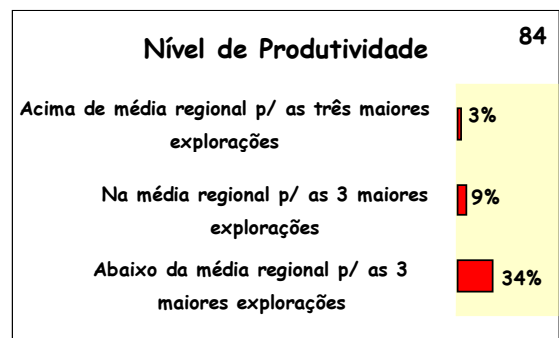 Nível de Produtividade
84
Acima de média regional p/ as três maiores
explorações
3%
Na média regional p/ as 3 maiores
explorações
9%
Abaixo da média regional p/ as 3
maiores explorações
34%